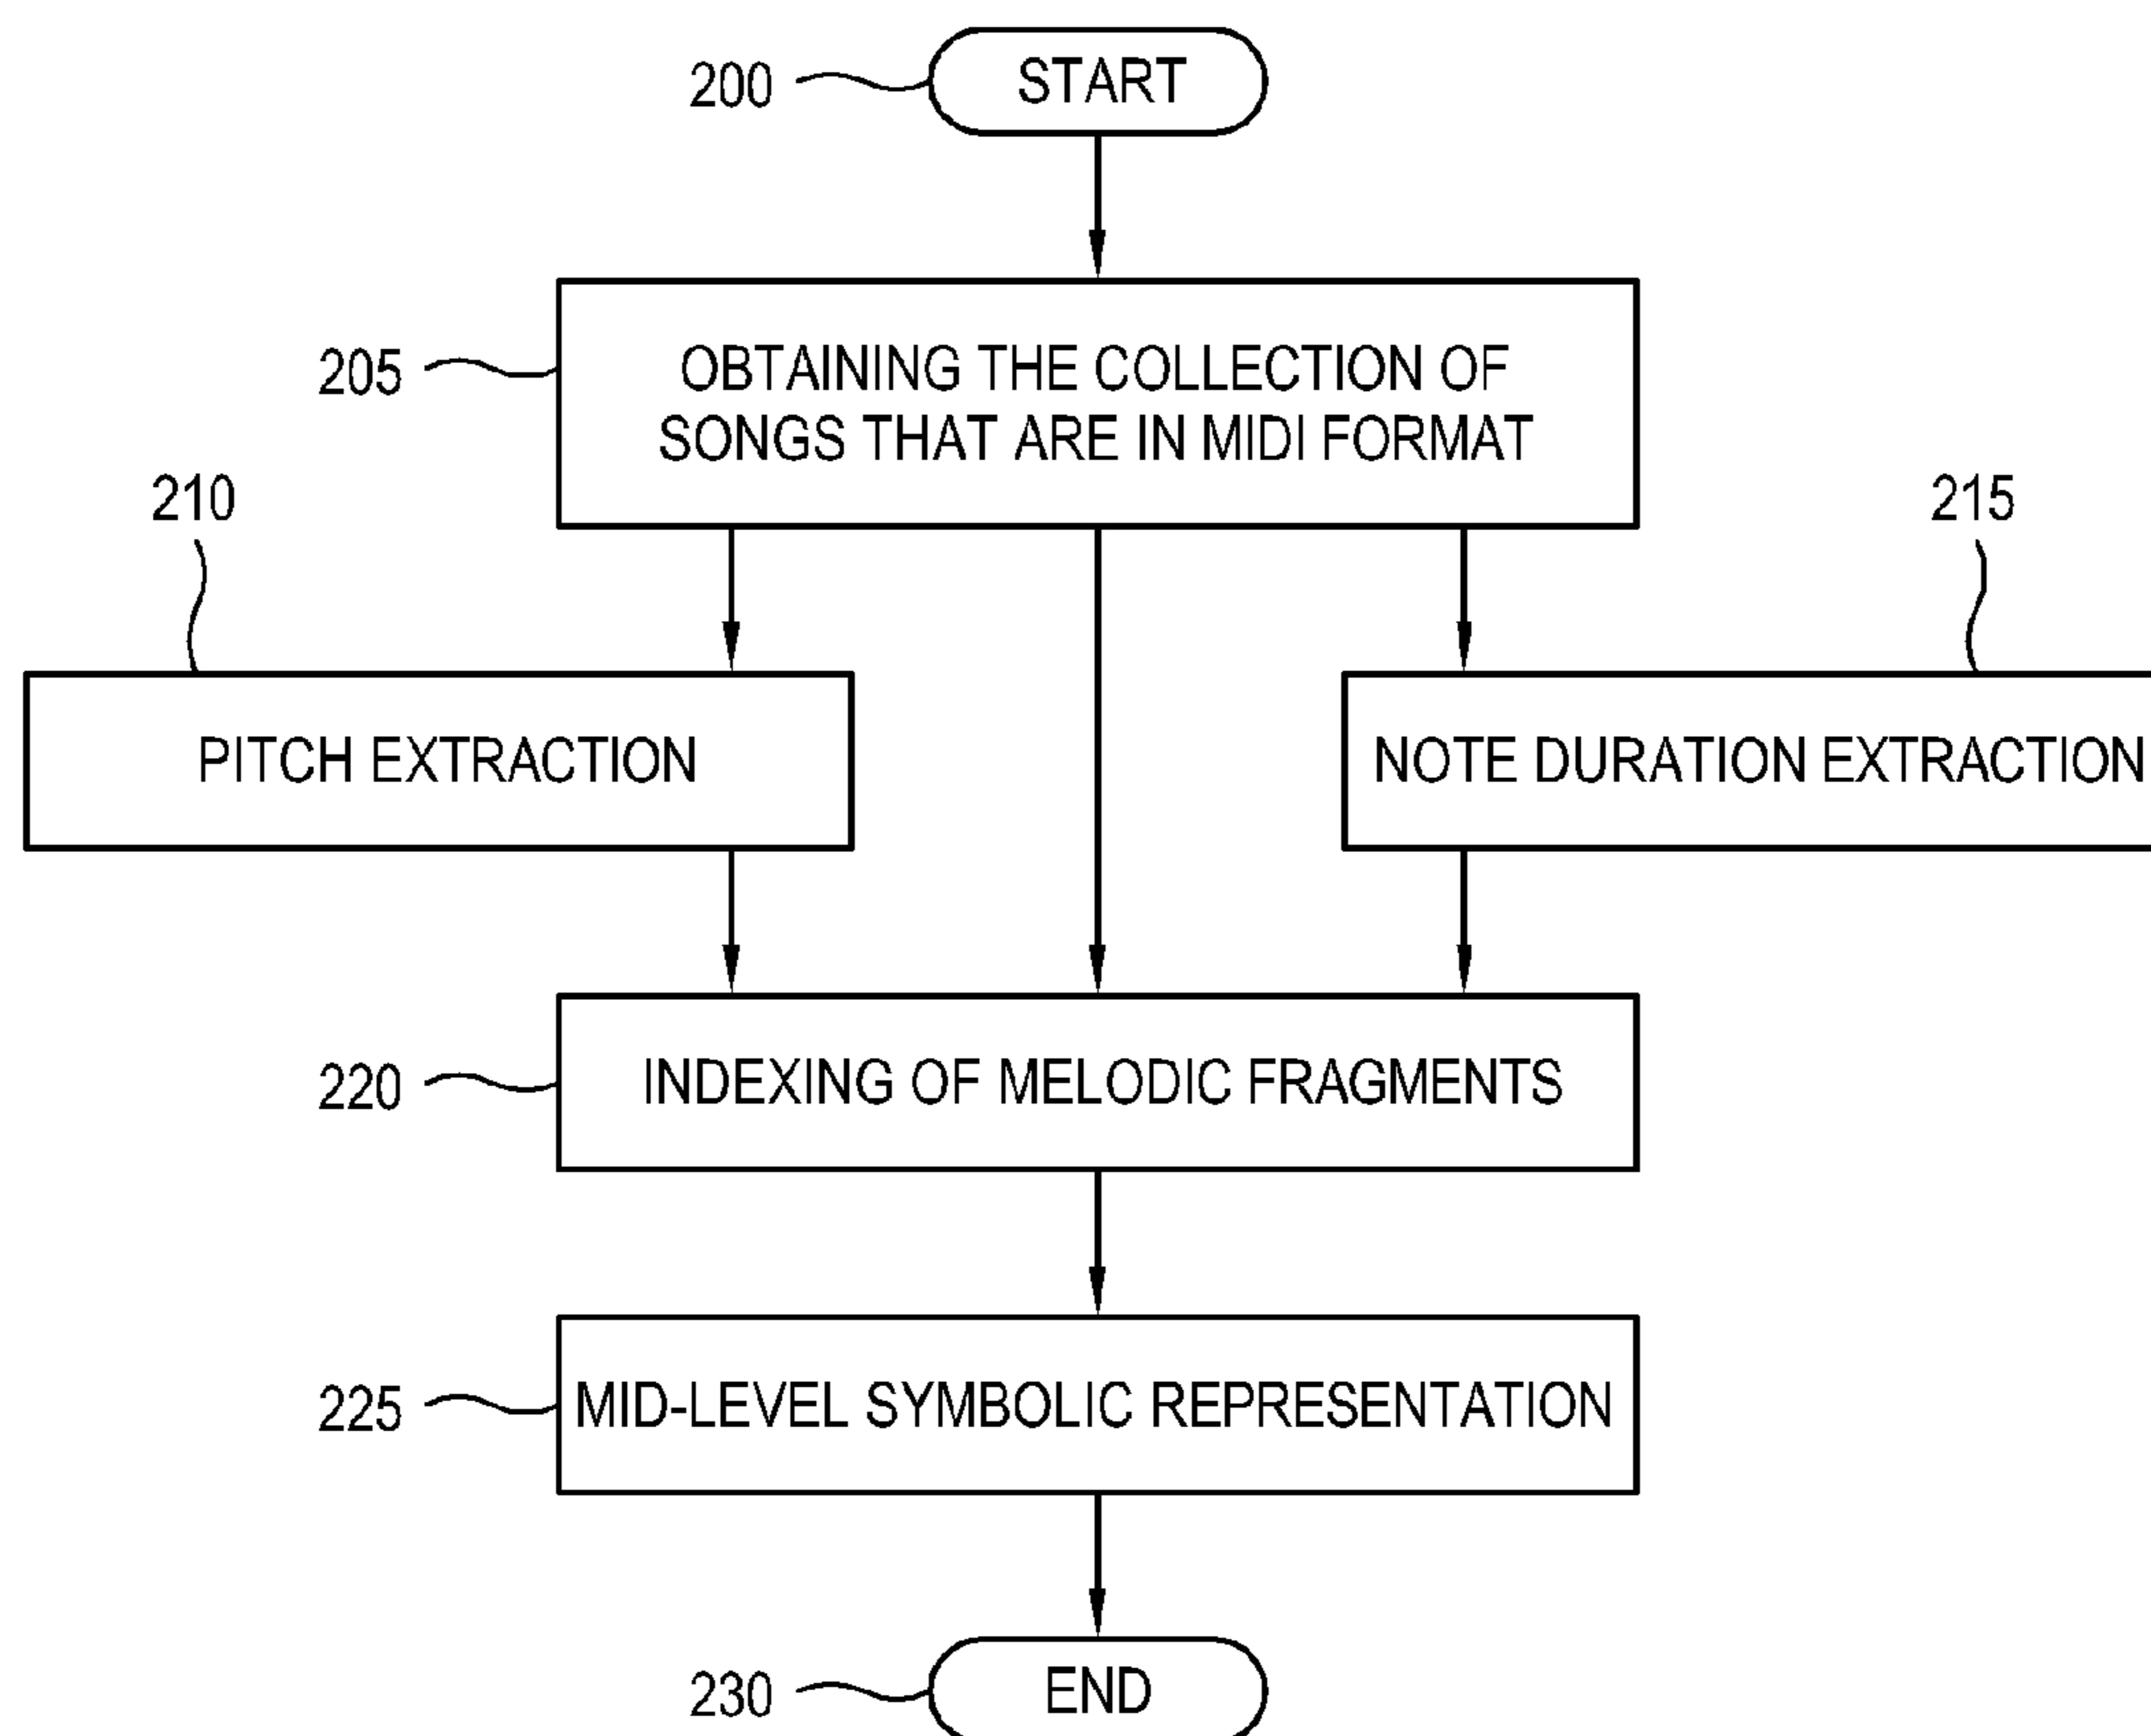 200
START
205
OBTAINING THE COLLECTION OF
SONGS THAT ARE IN MIDI FORMAT
210
215
PITCH EXTRACTION
NOTE DURATION EXTRACTION
220
INDEXING OF MELODIC FRAGMENTS
225
MID-LEVEL SYMBOLIC REPRESENTATION
230
END